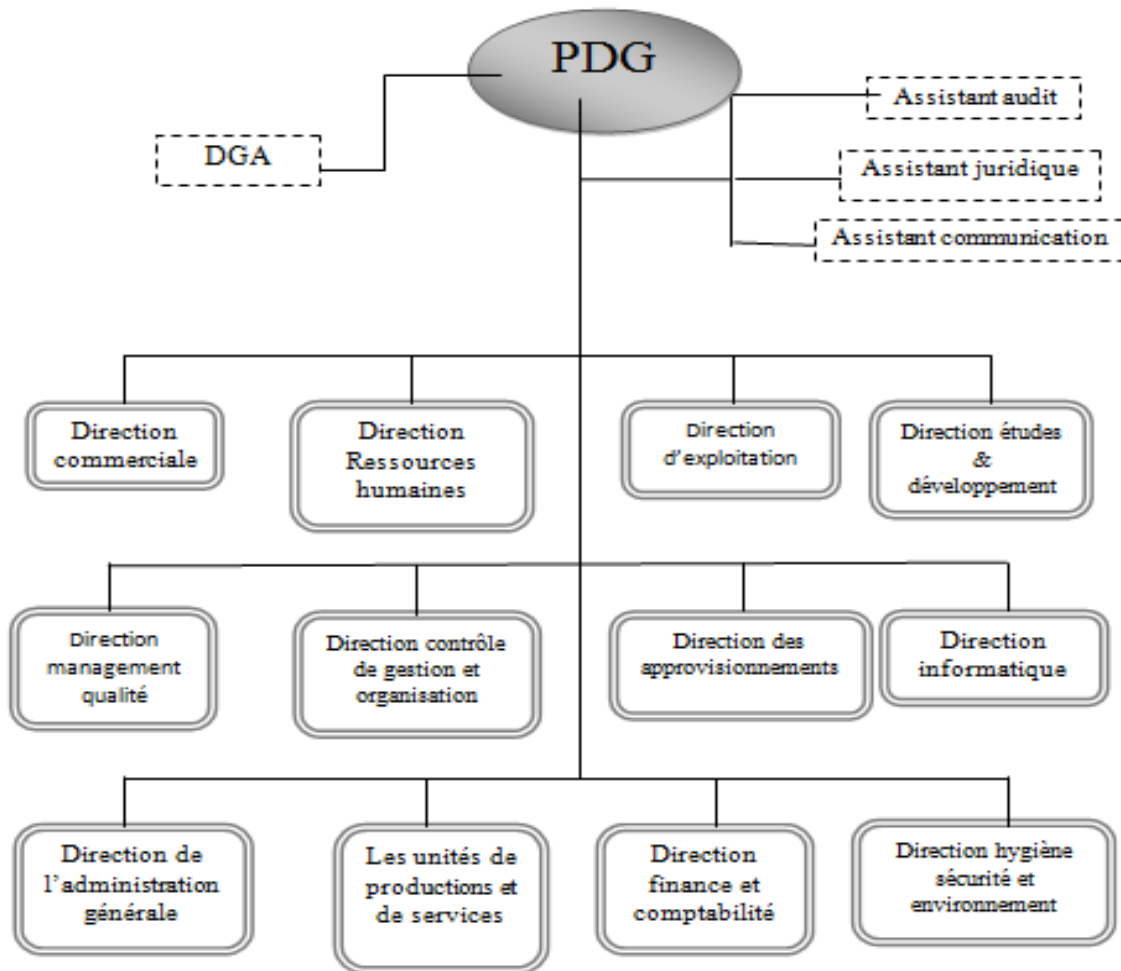 PDG
Assistant audit
DGA
Assistant juridique
Assistant communication
Direction
commerciale
Direction
Ressources
humaines
Direction
d'exploitation
Direction études
&
développement
Direction
management
qualité
Direction contrôle
de gestion et
organisation
Direction des
approvisionnements
Direction
informatique
Direction de
l'administration
générale
Les unités de
productions et
de services
Direction
finance et
comptabilité
Direction hygiène
sécurité et
environnement